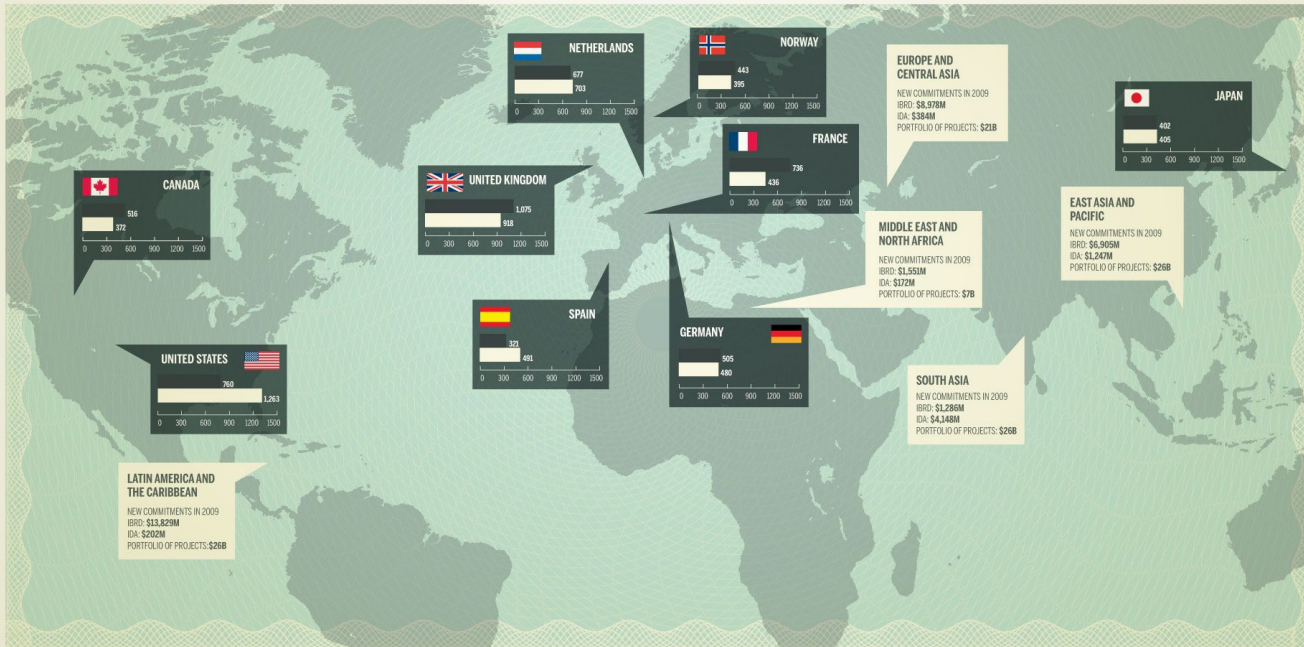 NETHERLANDS
677
703
0 300 600 900 1200 1500
NORWAY
443
395
0 300 600 900 1200 1500
EUROPE AND
CENTRAL ASIA
NEW COMMITMENTS IN 2009
IBRD: $8,978M
IDA: $384M
PORTFOLIO OF PROJECTS: $21B
JAPAN
402
405
0 300 600 900 1200 1500
FRANCE
736
436
0 300 600 900 1200 1500
CANADA
516
372
0 300 600 900 1200 1500
UNITED KINGDOM
1,075
918
0 300 600 900 1200 1500
EAST ASIA AND
PACIFIC
NEW COMMITMENTS IN 2009
IBRD: $6,905M
IDA: $1,247M
PORTFOLIO OF PROJECTS: $26B
MIDDLE EAST AND
NORTH AFRICA
NEW COMMITMENTS IN 2009
IBRD: $1,551M
IDA: $172M
PORTFOLIO OF PROJECTS: $7B
SPAIN
321
491
0 300 600 900 1200 1500
GERMANY
505
480
0 300 600 900 1200 1500
UNITED STATES
760
1,263
0 300 600 900 1200 1500
SOUTH ASIA
NEW COMMITMENTS IN 2009
IBRD: $1,286M
IDA: $4,148M
PORTFOLIO OF PROJECTS: $26B
LATIN AMERICA AND
THE CARIBBEAN
NEW COMMITMENTS IN 2009
IBRD: $13,829M
IDA: $202M
PORTFOLIO OF PROJECTS:$26B